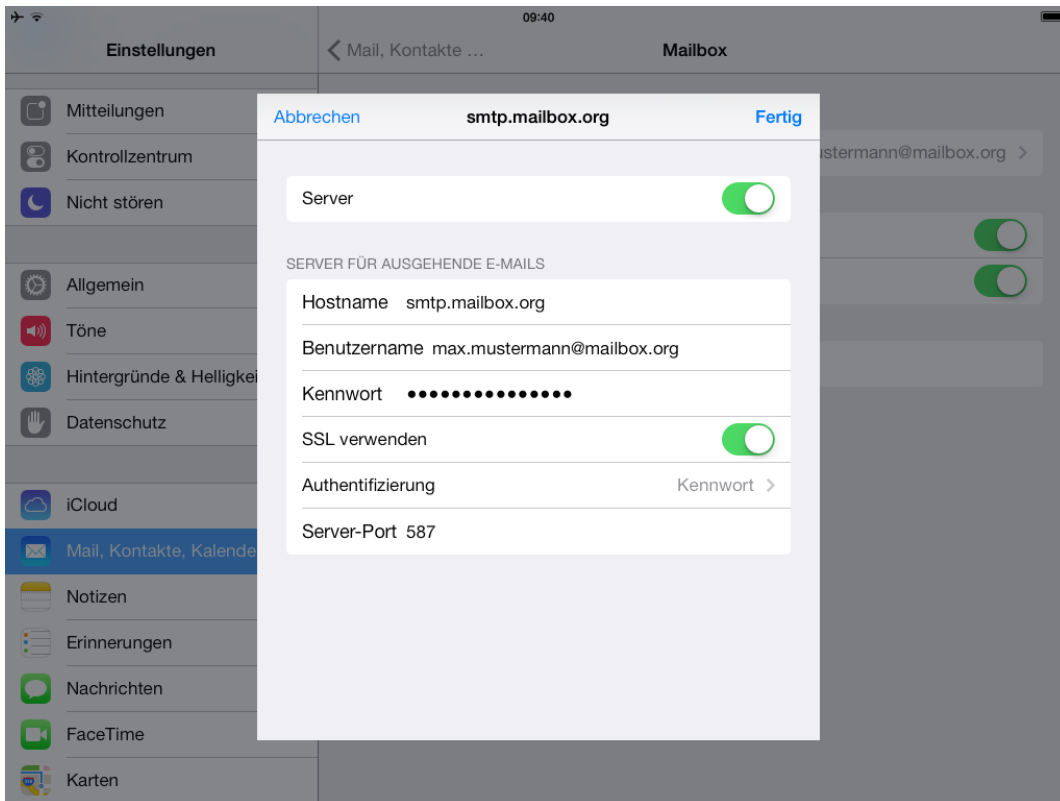 09:40
Einstellungen
Mail, Kontakte ...
Mailbox
Mitteilungen
Kontrollzentrum
Nicht stören
Allgemein
Töne
Hintergründe & Helligkei
Datenschutz
iCloud
Mail, Kontakte, Kalende
Notizen
Erinnerungen
Nachrichten
FaceTime
Karten
Abbrechen
smtp.mailbox.org
Fertig
Server
SERVER FÜR AUSGEHENDE E-MAILS
Hostname smtp.mailbox.org
Benutzername max.mustermann@mailbox.org
Kennwort ●●●●●●●●●●●●●●●
SSL verwenden
Authentifizierung Kennwort
Server-Port 587
ustermann@mailbox.org